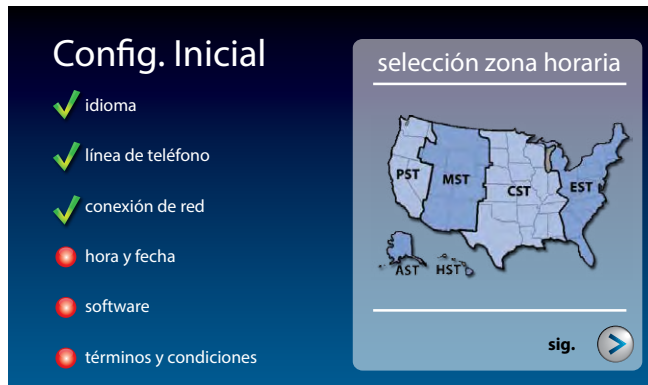 Config. Inicial
idioma
línea de teléfono
conexión de red
hora y fecha
software
términos y condiciones
selección zona horaria
PST
MST
CST
EST
AST
HST
sig.